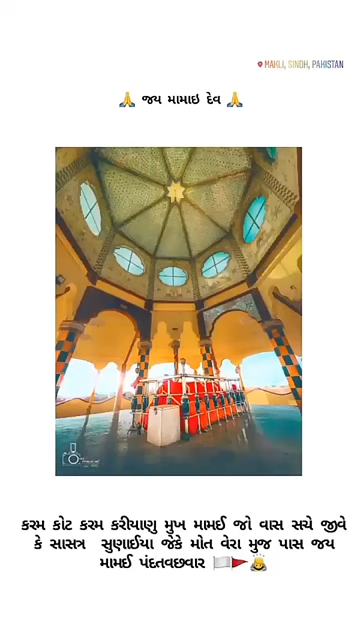 MAKLI, SINDH, PAKISTAN
🙏 જય મામાઇ દેવ 🙏
કરમ કોટ કરમ કરીયાણુ મુખ મામઈ જો વાસ સચે જીવે
કે સાસત્ર સુણાઈયા જેકે મોત વેરા મુજ પાસ જય
મામઈ પંદતવછવાર 🏳️🚩🙇